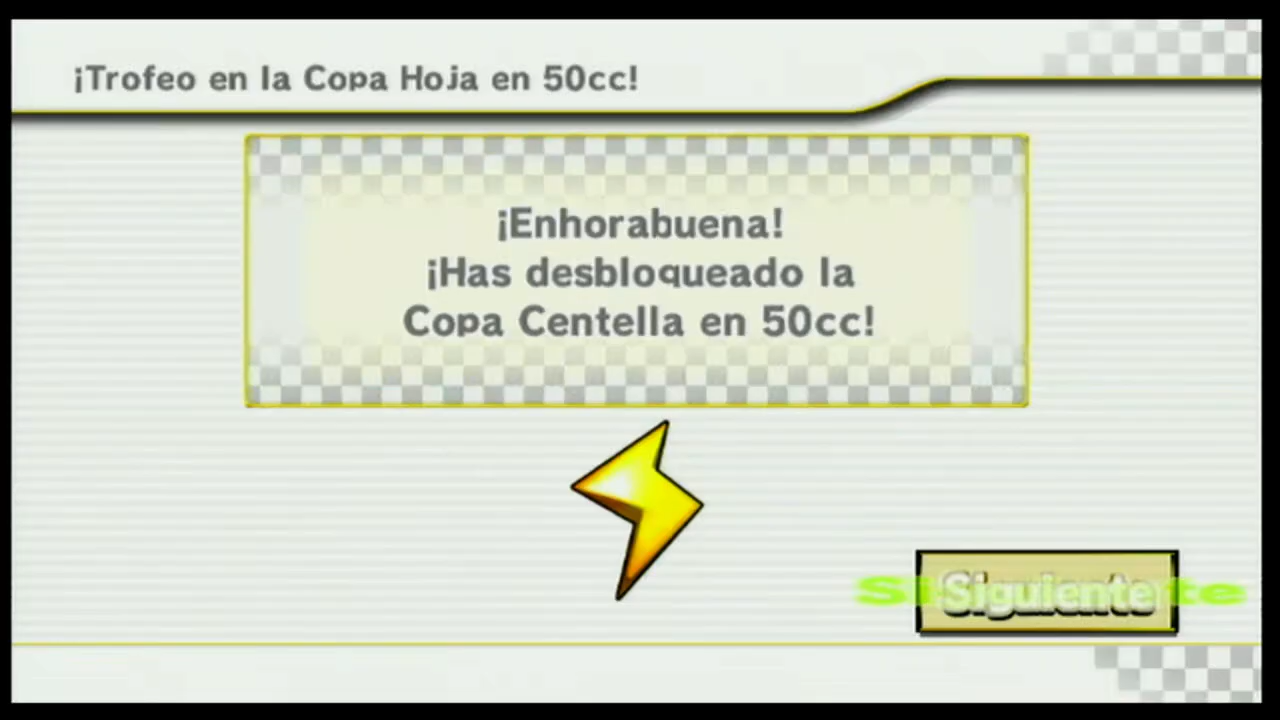 ¡Trofeo en la Copa Hoja en 50cc!
¡Enhorabuena!
¡Has desbloqueado la
Copa Centella en 50cc!
Siguiente